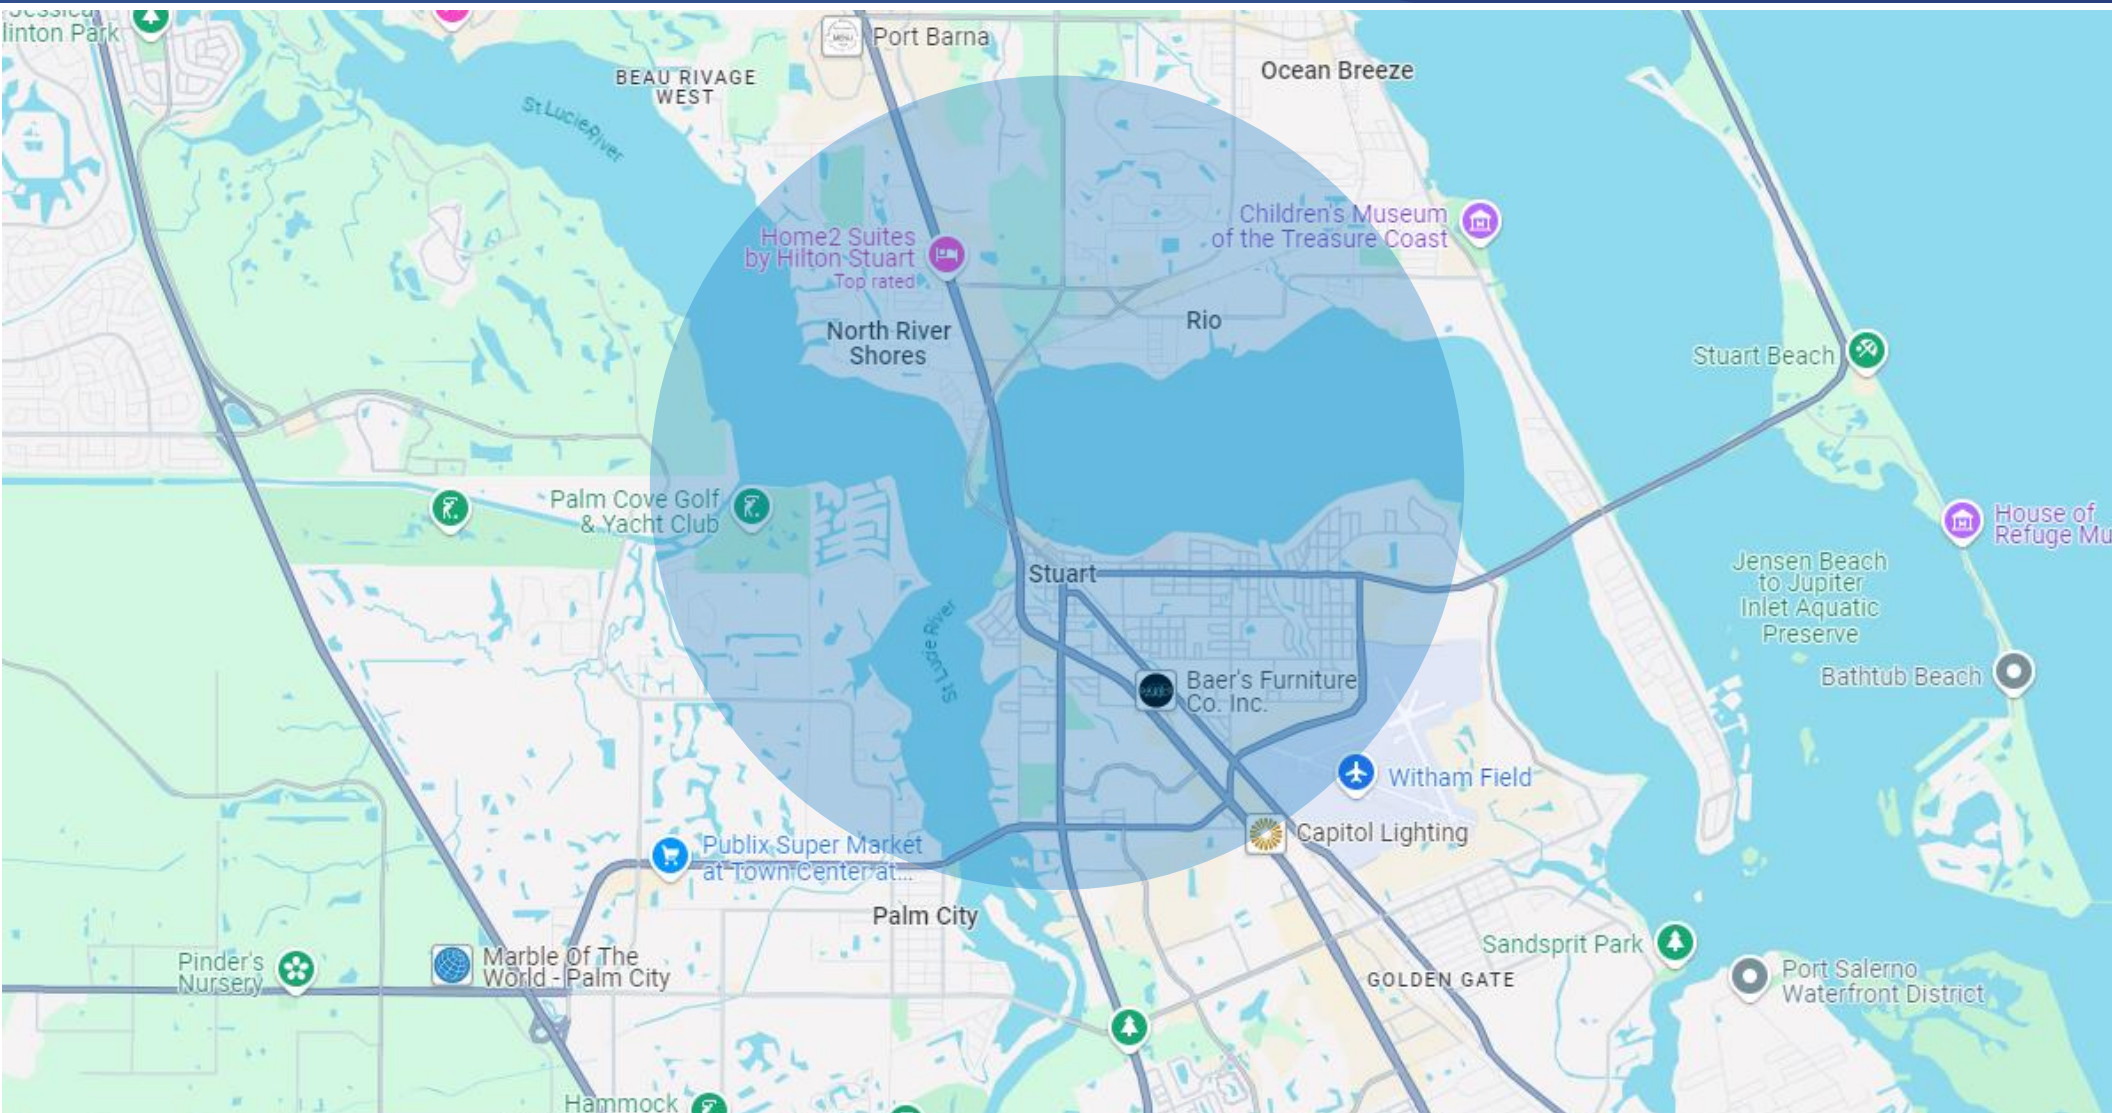 linton Park
Port Barna
BEAU RIVAGE
WEST
Ocean Breeze
St Lucie River
Children's Museum
of the Treasure Coast
Home2 Suites
by Hilton Stuart
Top rated
North River
Shores
Rio
Stuart Beach
Palm Cove Golf
& Yacht Club
House of
Refuge Mu
Jensen Beach
to Jupiter
Inlet Aquatic
Preserve
Stuart
St Lucie River
Bathtub Beach
Baer's Furniture
Co. Inc.
Witham Field
Capitol Lighting
Publix Super Market
at Town Center at...
Palm City
Sandsprit Park
Marble Of The
World - Palm City
Pinder's
Nursery
GOLDEN GATE
Port Salerno
Waterfront District
Hammock